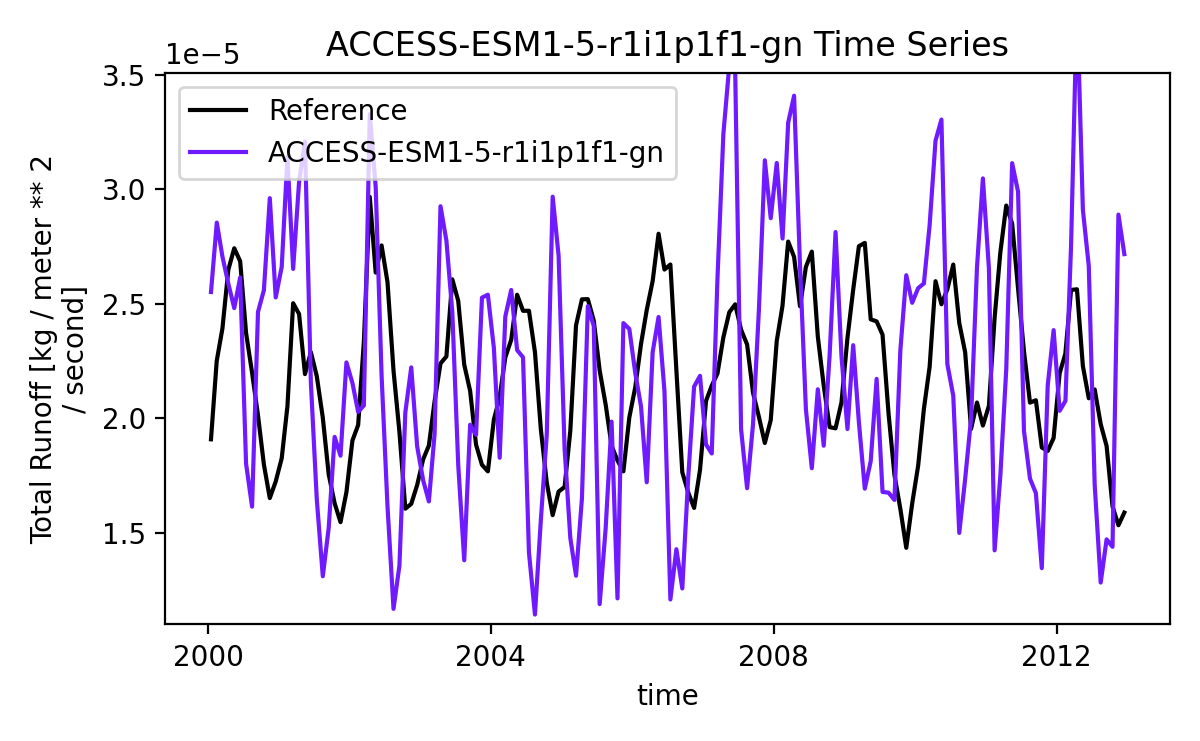 ACCESS-ESM1-5-r1i1p1f1-gn Time Series
1e−5
3.5
3.0
2.5
2.0
1.5
Total Runoff [kg / meter ** 2
/ second]
Reference
ACCESS-ESM1-5-r1i1p1f1-gn
2000
2004
2008
2012
time